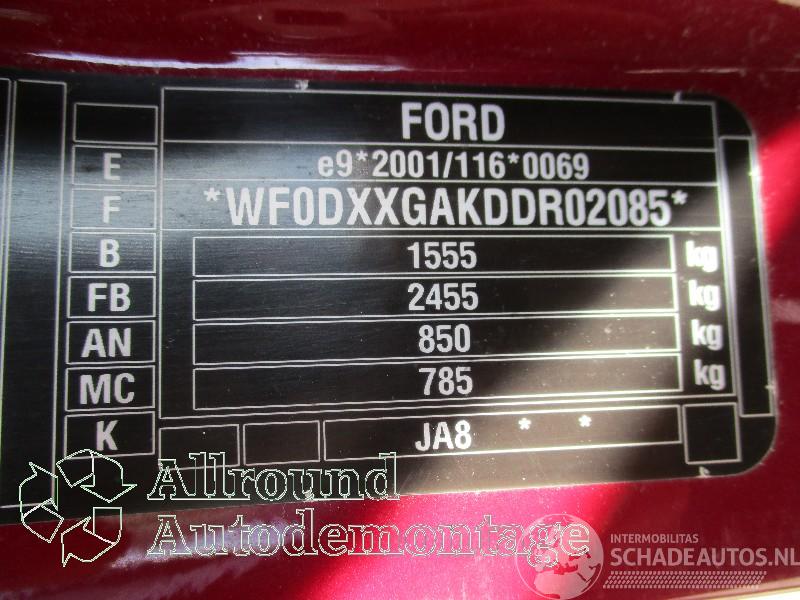 FORD
E e9*2001/116*0069
F *WF0DXXGAKDDR02085*
B 1555 kg
FB 2455 kg
AN 850 kg
MC 785 kg
K JA8 * *
Allround
Autodemontage
INTERMOBILITAS
SCHADEAUTOS.NL